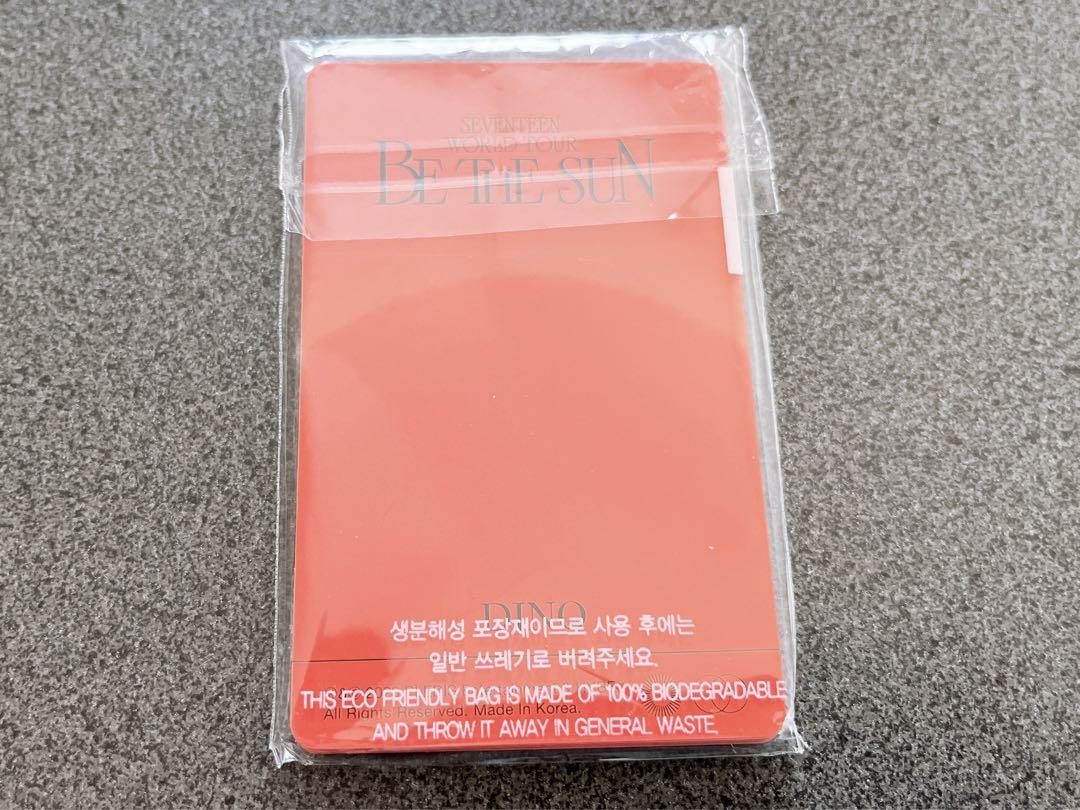 SEVENTEEN
WORLD TOUR
BE THE SUN
DINO
생분해성 포장재이므로 사용 후에는
일반 쓰레기로 버려주세요.
THIS ECO FRIENDLY BAG IS MADE OF 100% BIODEGRADABLE
All Rights Reserved. Made In Korea.
AND THROW IT AWAY IN GENERAL WASTE.